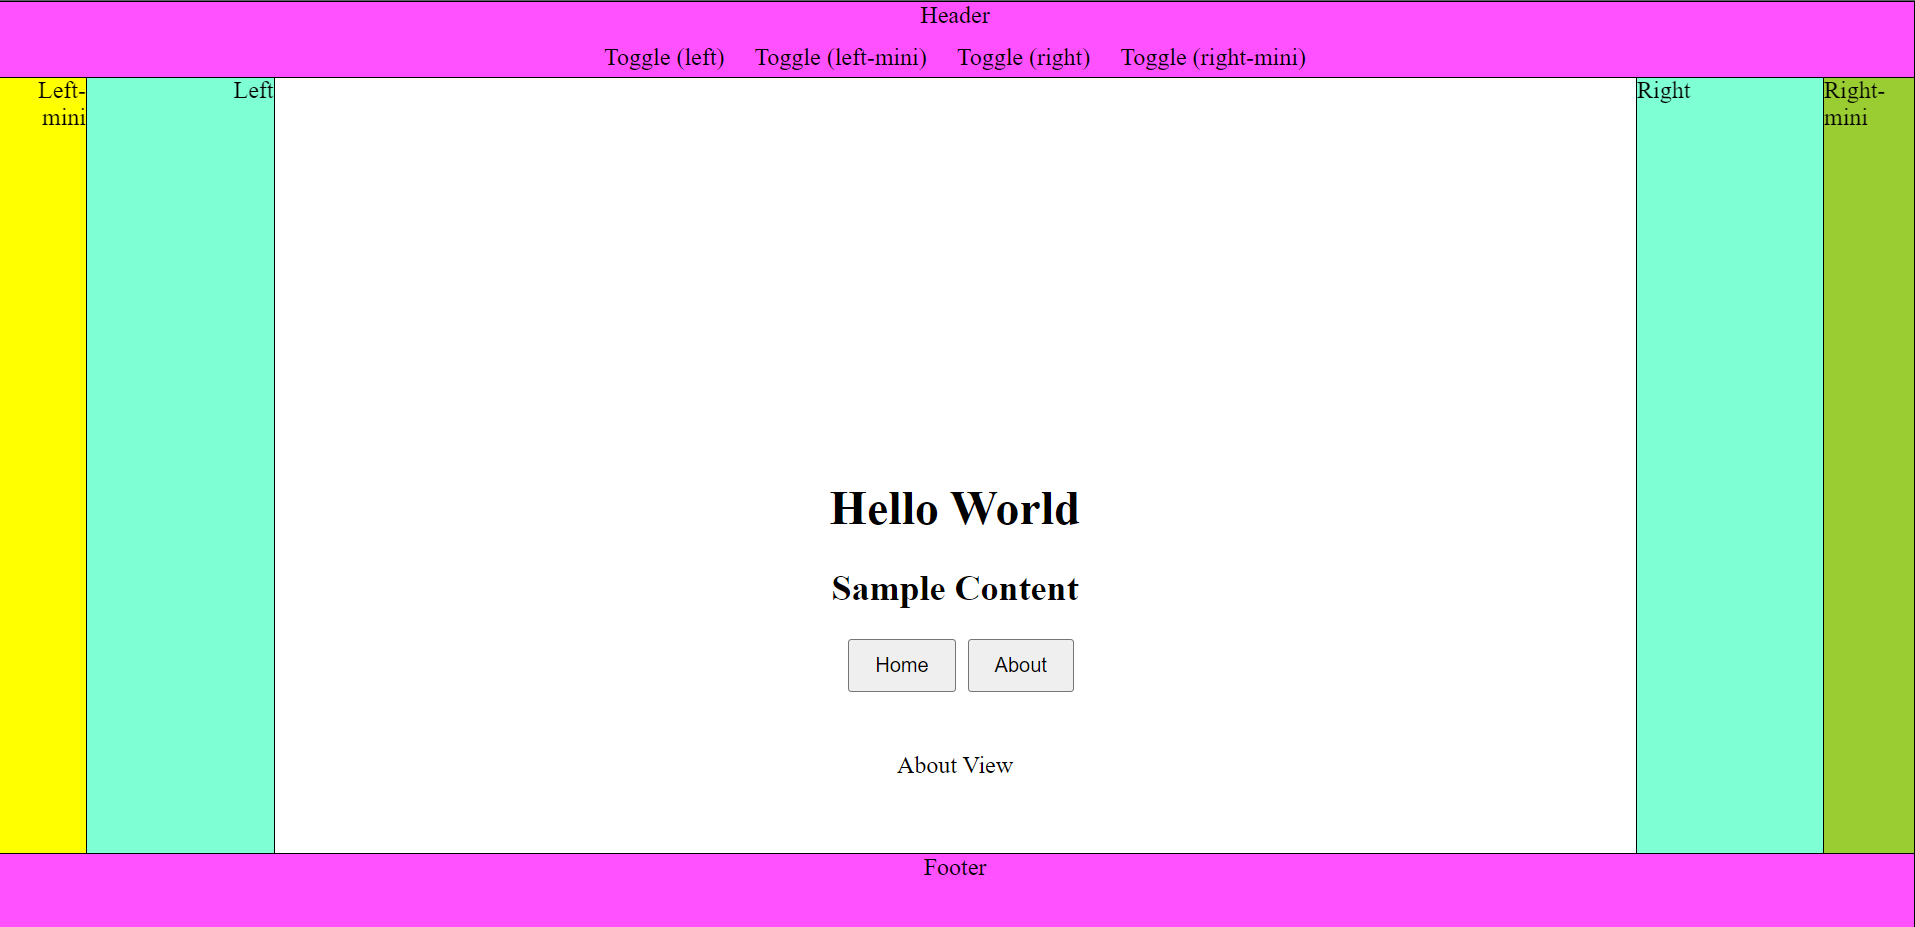 Header
Toggle (left) Toggle (left-mini) Toggle (right) Toggle (right-mini)
Left-
mini
Left
Right
Right-
mini
Hello World
Sample Content
Home About
About View
Footer